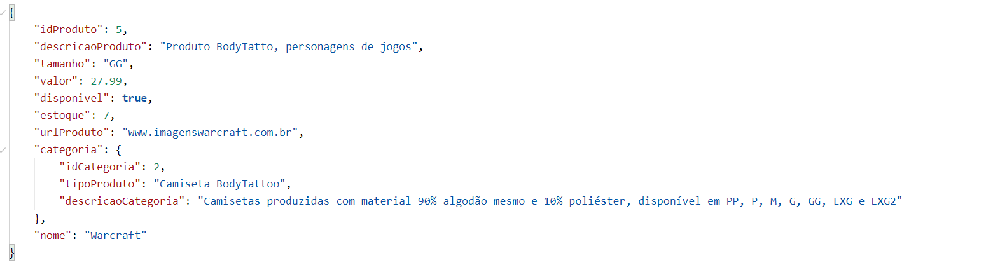 {
"idProduto": 5,
"descricaoProduto": "Produto BodyTatto, personagens de jogos",
"tamanho": "GG",
"valor": 27.99,
"disponivel": true,
"estoque": 7,
"urlProduto": "www.imagenswarcraft.com.br",
"categoria": {
"idCategoria": 2,
"tipoProduto": "Camiseta BodyTattoo",
"descricaoCategoria": "Camisetas produzidas com material 90% algodão mesmo e 10% poliéster, disponível em PP, P, M, G, GG, EXG e EXG2"
},
"nome": "Warcraft"
}